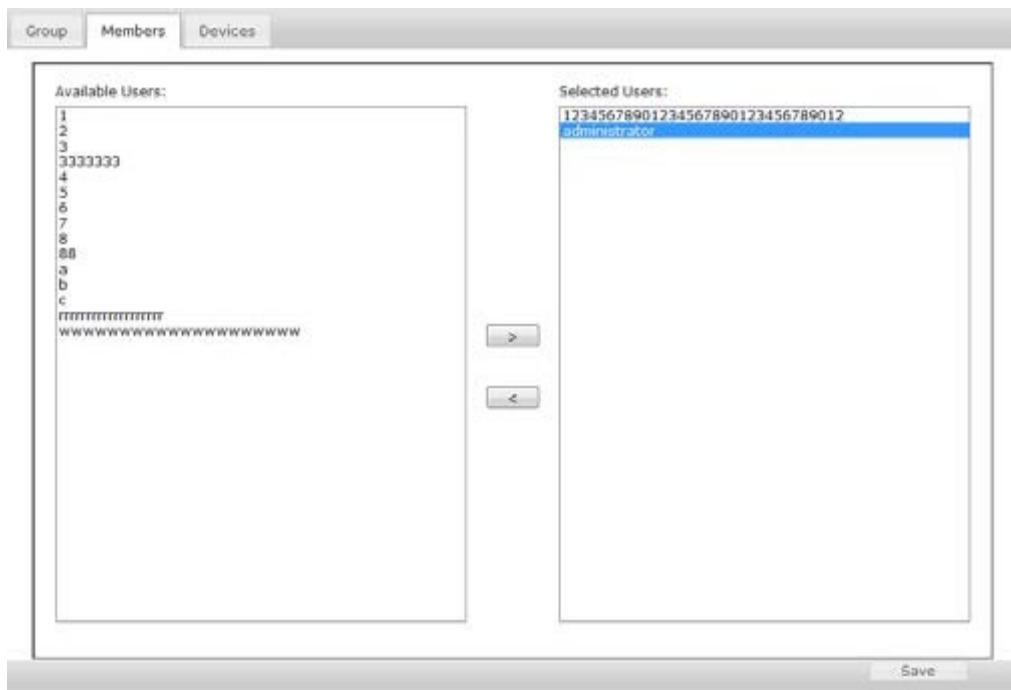 Group Members Devices
Available Users:
1
2
3
3333333
4
5
6
7
8
88
a
b
c
rrrrrrrrrrrrrrrrrrrr
wwwwwwwwwwwwwwwwwwww
>
<
Selected Users:
12345678901234567890123456789012
administrator
Save